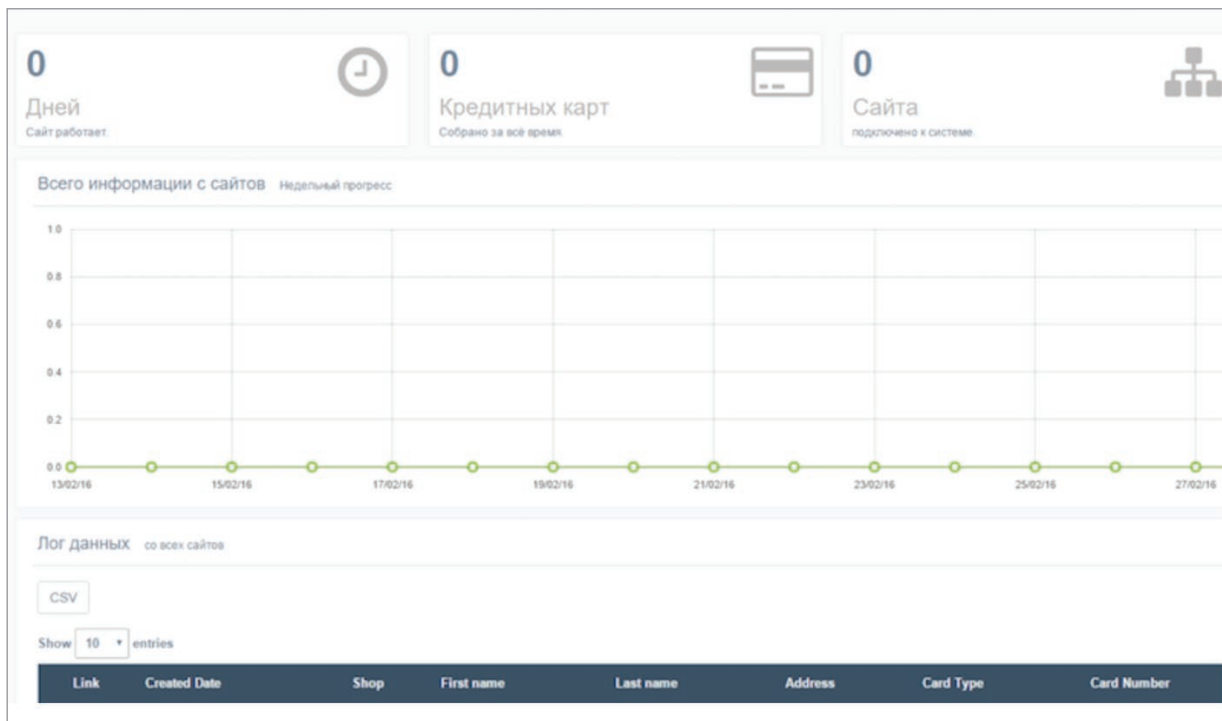 0
Дней
Сайт работает.
0
Кредитных карт
Собрано за всё время.
0
Сайта
подключено к системе.
Всего информации с сайтов Недельный прогресс
1.0
0.8
0.6
0.4
0.2
0.0
13/02/16 15/02/16 17/02/16 19/02/16 21/02/16 23/02/16 25/02/16 27/02/16
Лог данных со всех сайтов
CSV
Show 10 entries
Link Created Date Shop First name Last name Address Card Type Card Number